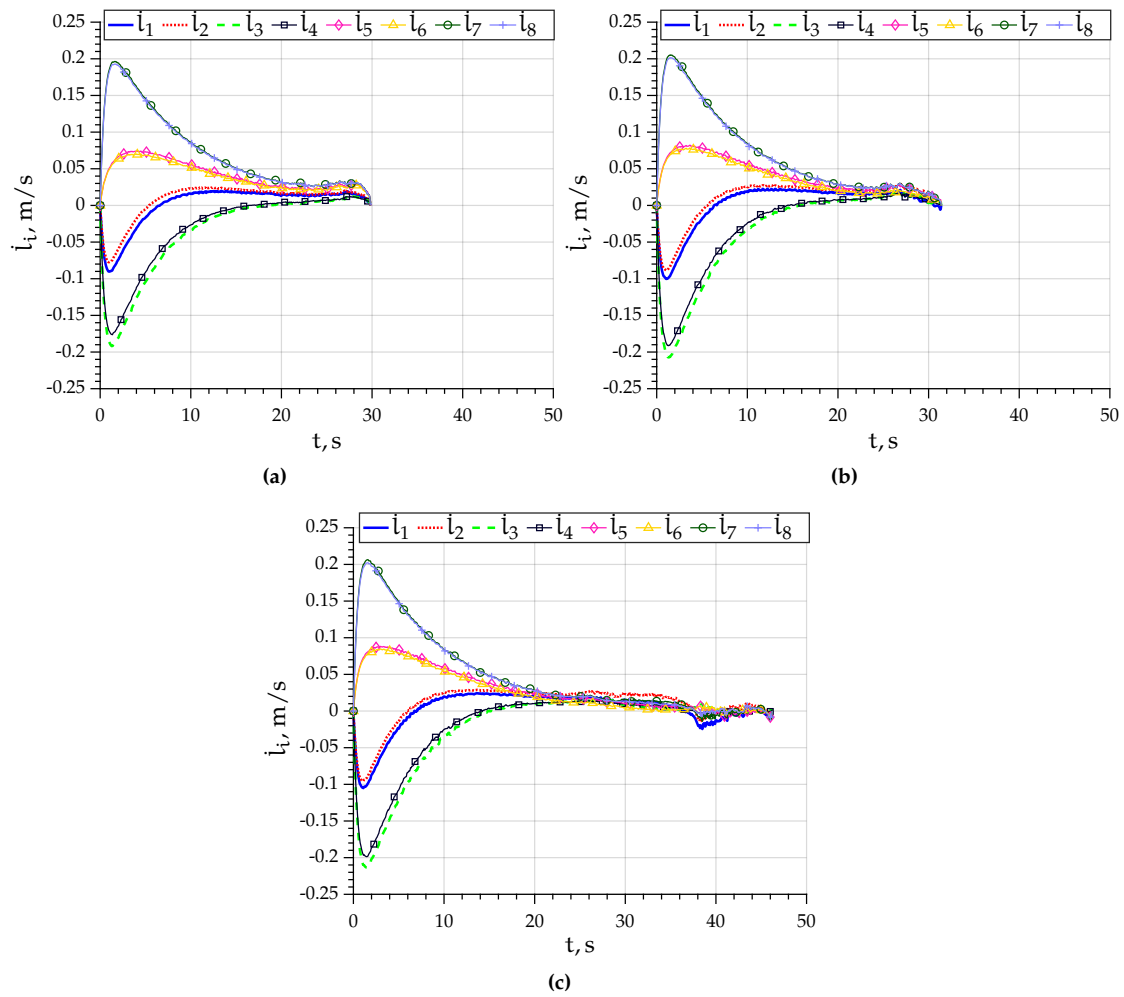 0.25
i̇₁ i̇₂ i̇₃ i̇₄ i̇₅ i̇₆ i̇₇ i̇₈
0.2
0.15
0.1
0.05
0
-0.05
-0.1
-0.15
-0.2
-0.25
l̇ᵢ, m/s
0 10 20 30 40 50
t, s
(a)
0.25
l̇₁ l̇₂ l̇₃ l̇₄ l̇₅ l̇₆ l̇₇ l̇₈
0.2
0.15
0.1
0.05
0
-0.05
-0.1
-0.15
-0.2
-0.25
l̇ᵢ, m/s
0 10 20 30 40 50
t, s
(b)
0.25
l̇₁ l̇₂ l̇₃ l̇₄ l̇₅ l̇₆ l̇₇ l̇₈
0.2
0.15
0.1
0.05
0
-0.05
-0.1
-0.15
-0.2
-0.25
l̇ᵢ, m/s
0 10 20 30 40 50
t, s
(c)